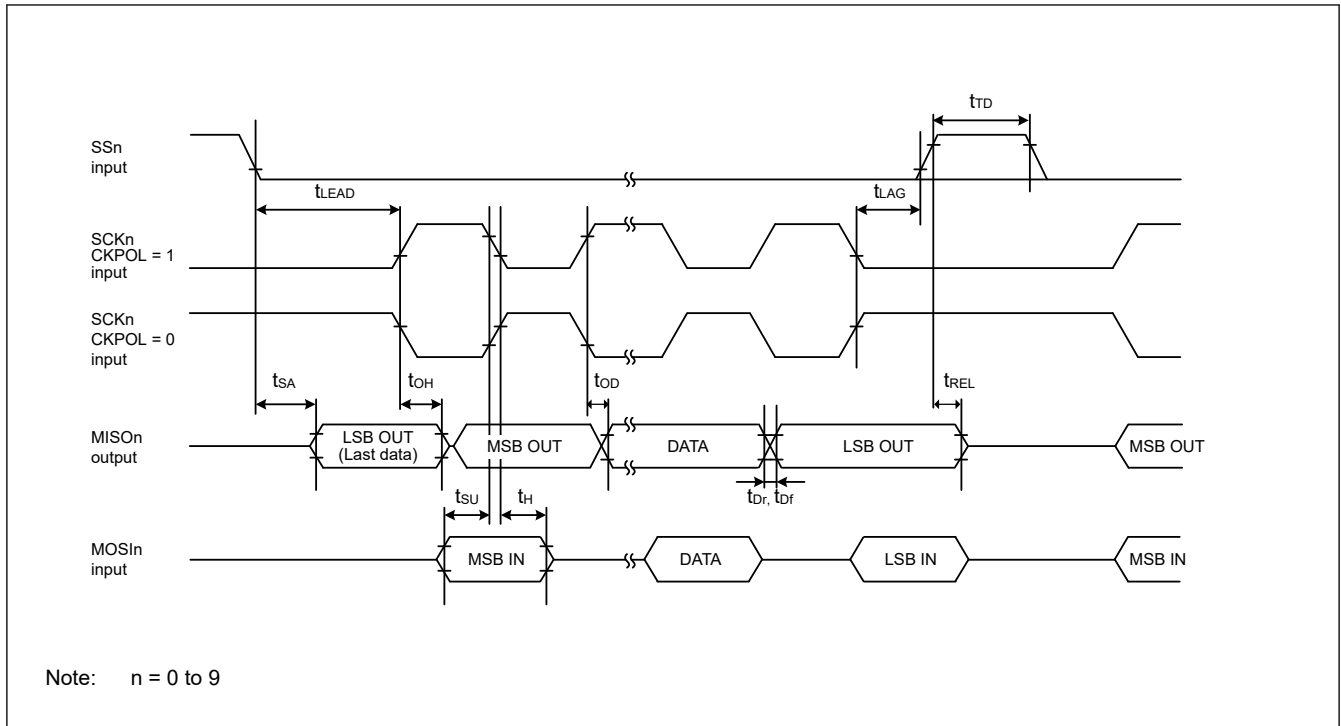 tTD
SSn
input
tLEAD
tLAG
SCKn
CKPOL = 1
input
SCKn
CKPOL = 0
input
tSA
tOH
tOD
tREL
MISOn
output
LSB OUT
(Last data)
MSB OUT
DATA
LSB OUT
MSB OUT
tSU
tH
tDr, tDf
MOSIn
input
MSB IN
DATA
LSB IN
MSB IN
Note: n = 0 to 9